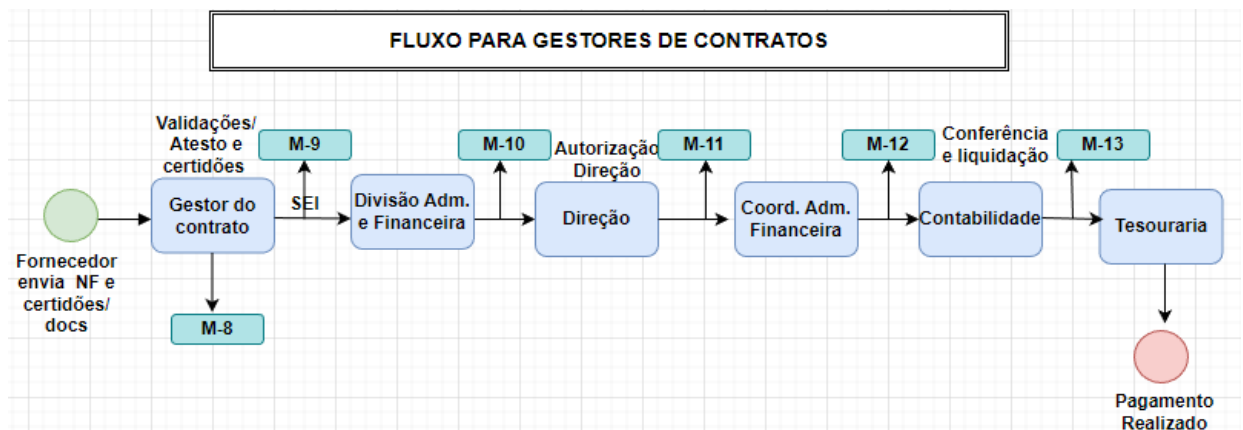 FLUXO PARA GESTORES DE CONTRATOS
Validações/
Atesto e
certidões
M-9
M-10
Autorização
Direção
M-11
M-12
Conferência
e liquidação
M-13
Gestor do
contrato
SEI
Divisão Adm.
e Financeira
Direção
Coord. Adm.
Financeira
Contabilidade
Tesouraria
Fornecedor
envia NF e
certidões/
docs
M-8
Pagamento
Realizado